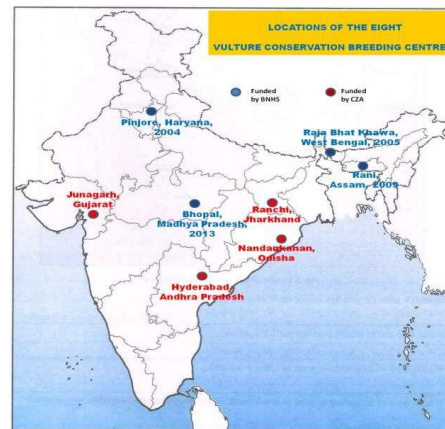 LOCATIONS OF THE EIGHT
VULTURE CONSERVATION BREEDING CENTRE
Funded
by BNHS
Funded
by CZA
Pinjore, Haryana,
2004
Raja Bhat Khawa,
West Bengal, 2005
Rani,
Assam, 2009
Junagarh,
Gujarat
Bhopal,
Madhya Pradesh,
2013
Ranchi,
Jharkhand
Nandankanan,
Odisha
Hyderabad
Andhra Pradesh